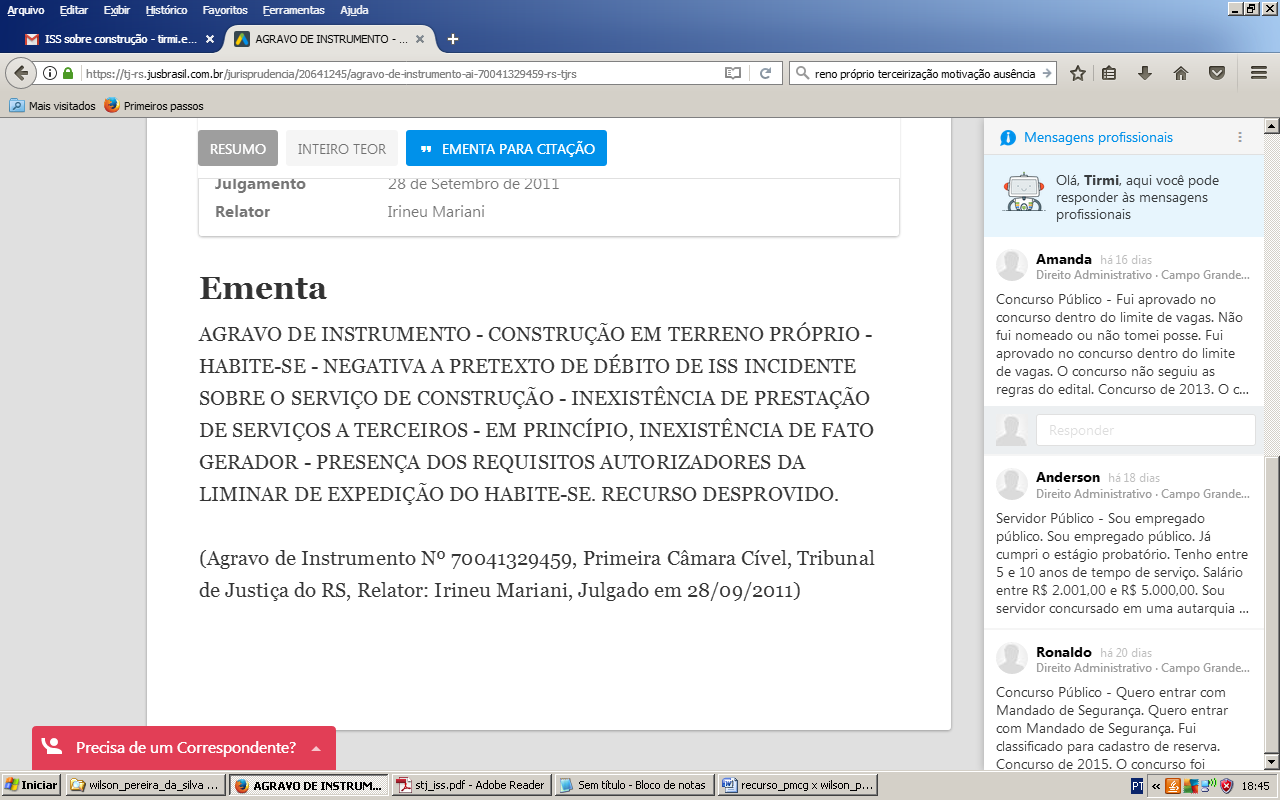 Arquivo Editar Exibir Histórico Favoritos Ferramentas Ajuda
ISS sobre construção - tirmi.e...
AGRAVO DE INSTRUMENTO - ...
https://tj-rs.jusbrasil.com.br/jurisprudencia/20641245/agravo-de-instrumento-ai-70041329459-rs-tjrs
reno próprio terceirização motivação ausência
Mais visitados Primeiros passos
RESUMO
INTEIRO TEOR
EMENTA PARA CITAÇÃO
Julgamento 28 de Setembro de 2011
Relator Irineu Mariani
Ementa
AGRAVO DE INSTRUMENTO - CONSTRUÇÃO EM TERRENO PRÓPRIO -
HABITE-SE - NEGATIVA A PRETEXTO DE DÉBITO DE ISS INCIDENTE
SOBRE O SERVIÇO DE CONSTRUÇÃO - INEXISTÊNCIA DE PRESTAÇÃO
DE SERVIÇOS A TERCEIROS - EM PRINCÍPIO, INEXISTÊNCIA DE FATO
GERADOR - PRESENÇA DOS REQUISITOS AUTORIZADORES DA
LIMINAR DE EXPEDIÇÃO DO HABITE-SE. RECURSO DESPROVIDO.
(Agravo de Instrumento Nº 70041329459, Primeira Câmara Cível, Tribunal
de Justiça do RS, Relator: Irineu Mariani, Julgado em 28/09/2011)
Precisa de um Correspondente?
Mensagens profissionais
Olá, Tirmi, aqui você pode
responder às mensagens
profissionais
Amanda há 16 dias
Direito Administrativo · Campo Grande...
Concurso Público - Fui aprovado no
concurso dentro do limite de vagas. Não
fui nomeado ou não tomei posse. Fui
aprovado no concurso dentro do limite
de vagas. O concurso não seguiu as
regras do edital. Concurso de 2013. O c...
Responder
Anderson há 18 dias
Direito Administrativo · Campo Grande...
Servidor Público - Sou empregado
público. Sou empregado público. Já
cumpri o estágio probatório. Tenho entre
5 e 10 anos de tempo de serviço. Salário
entre R$ 2.001,00 e R$ 5.000,00. Sou
servidor concursado em uma autarquia ...
Ronaldo há 20 dias
Direito Administrativo · Campo Grande...
Concurso Público - Quero entrar com
Mandado de Segurança. Quero entrar
com Mandado de Segurança. Fui
classificado para cadastro de reserva.
Concurso de 2015. O concurso foi
Iniciar
wilson_pereira_da_silva ...
AGRAVO DE INSTRUM...
stj_iss.pdf - Adobe Reader
Sem título - Bloco de notas
recurso_pmcg x wilson_p...
PT
18:45